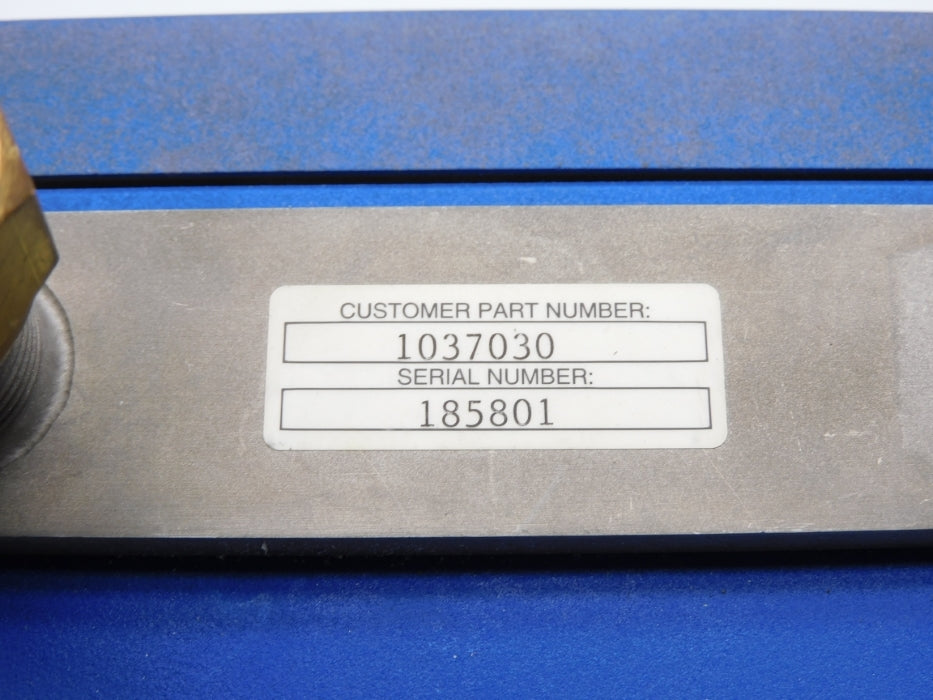 CUSTOMER PART NUMBER:
1037030
SERIAL NUMBER:
185801